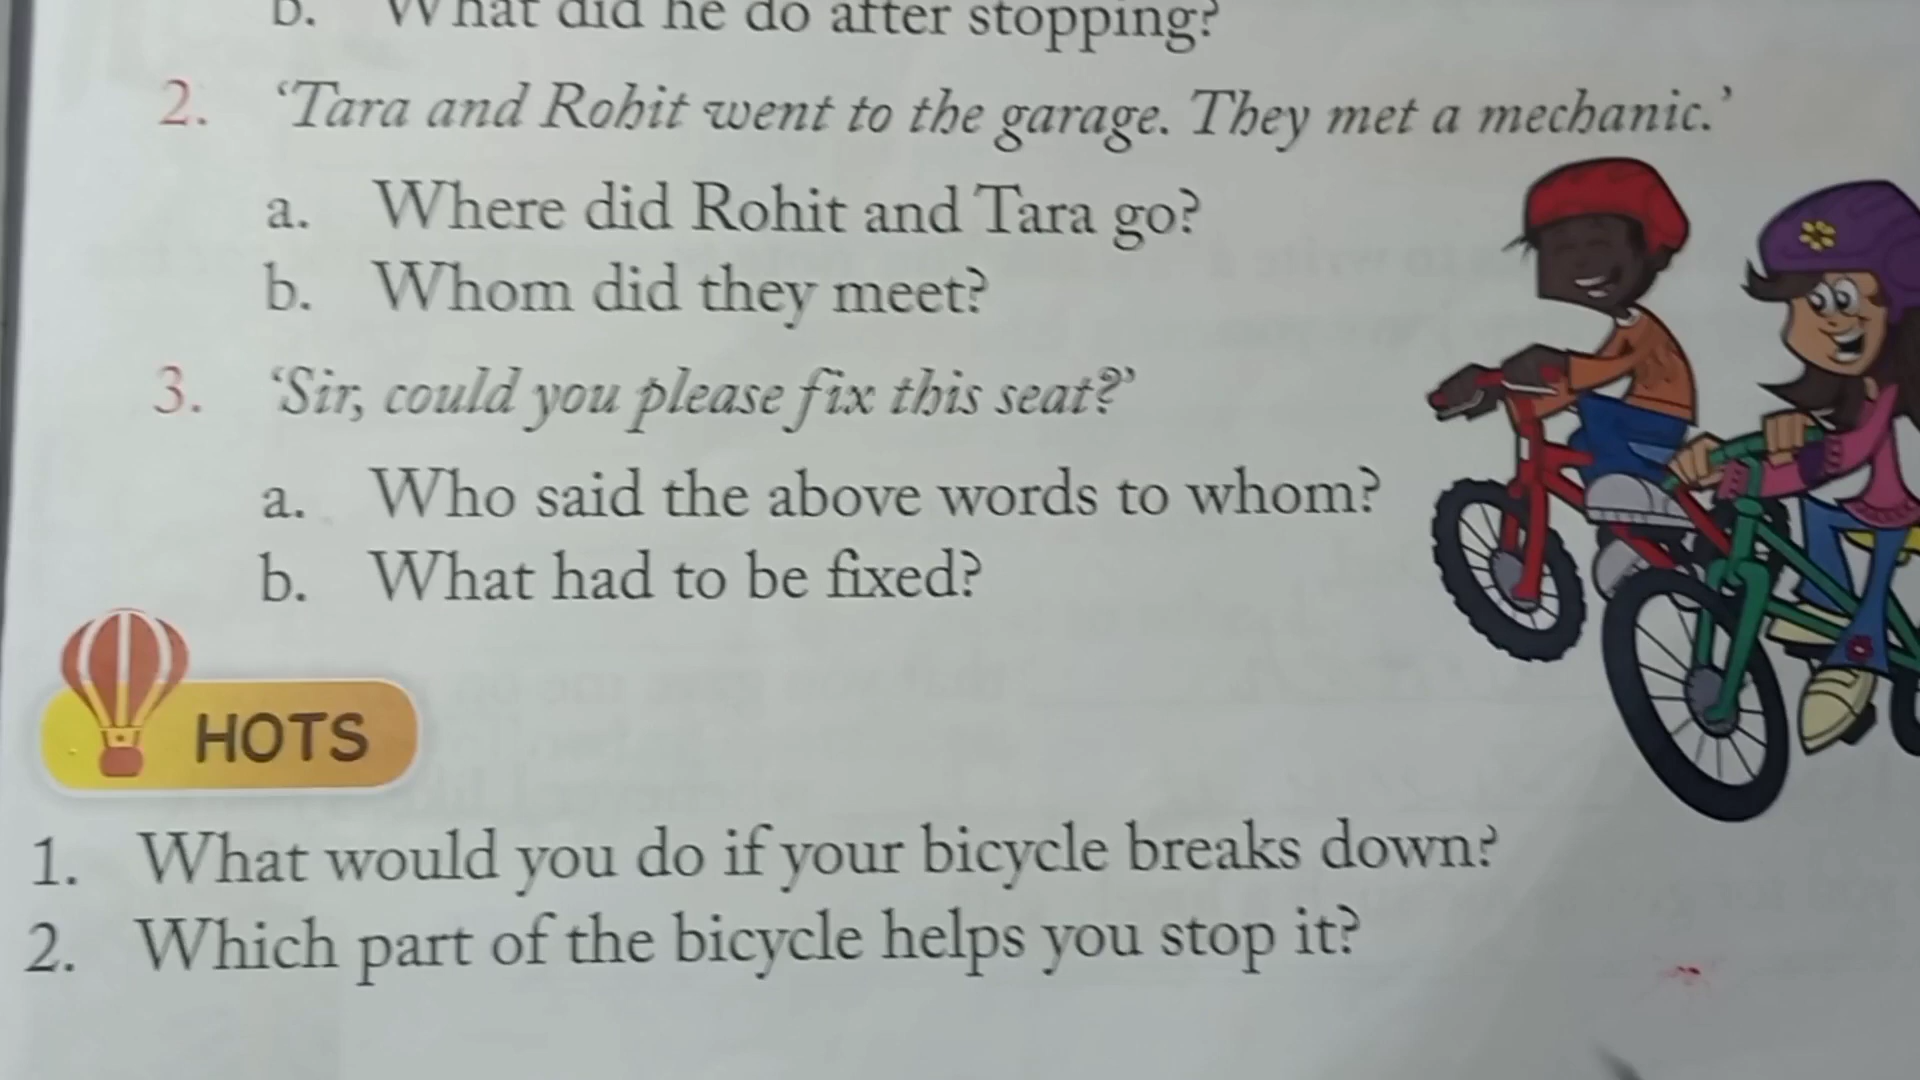 b. What did he do after stopping?
2. ‘Tara and Rohit went to the garage. They met a mechanic.’
a. Where did Rohit and Tara go?
b. Whom did they meet?
3. ‘Sir, could you please fix this seat?’
a. Who said the above words to whom?
b. What had to be fixed?
HOTS
1. What would you do if your bicycle breaks down?
2. Which part of the bicycle helps you stop it?